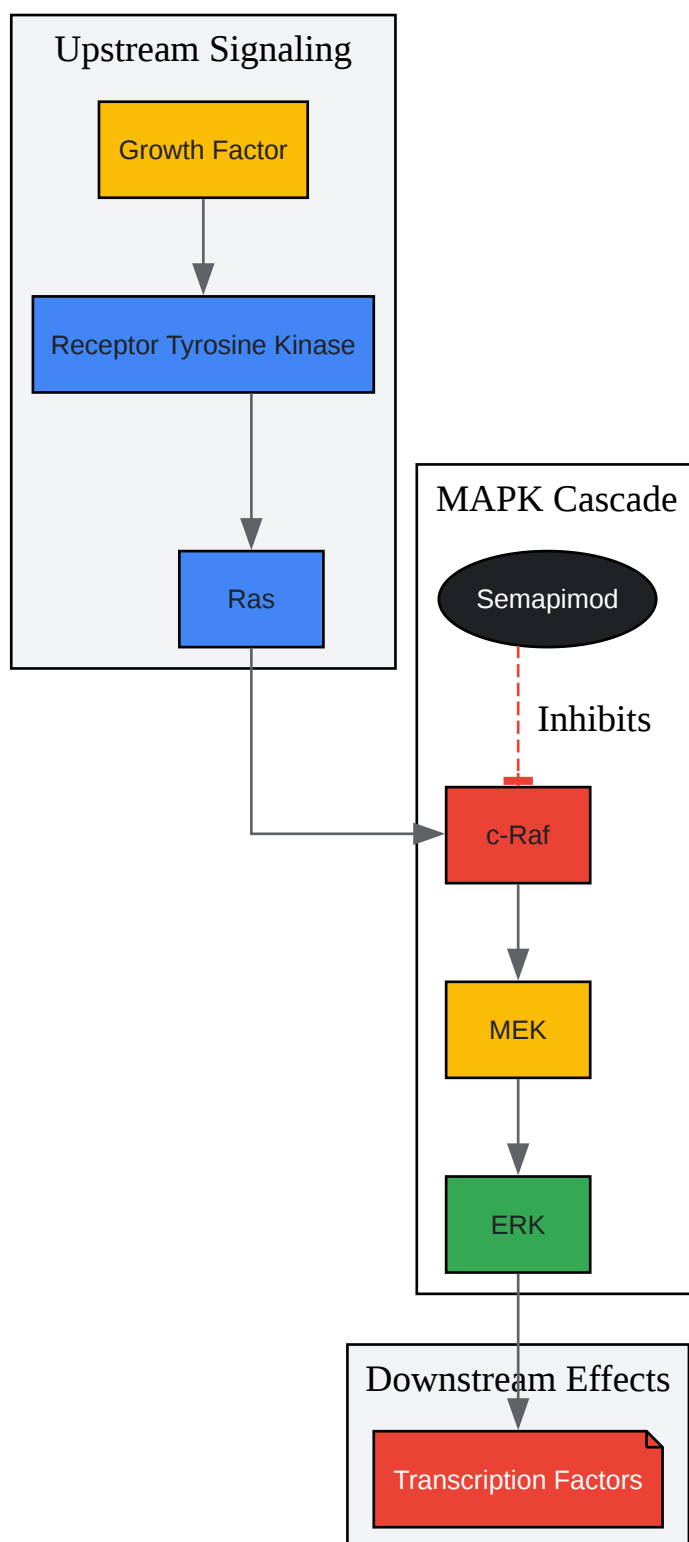 Upstream Signaling
Growth Factor
Receptor Tyrosine Kinase
Ras
MAPK Cascade
Semapimod
Inhibits
c-Raf
MEK
ERK
Downstream Effects
Transcription Factors